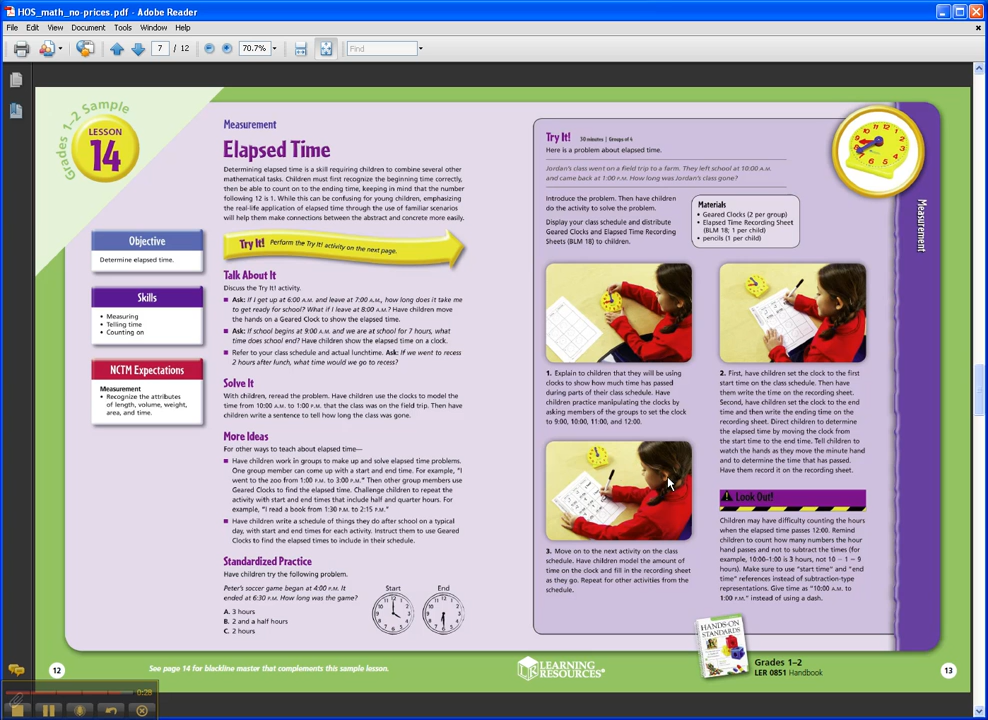 HOS_math_no-prices.pdf - Adobe Reader
File Edit View Document Tools Window Help
7 / 12 70.7% Find
Grades 1–2 Sample
LESSON
14
Measurement
Elapsed Time
Determining elapsed time is a skill requiring children to combine several other
mathematical tasks. Children must first recognize the beginning time correctly,
then be able to count on to the ending time, keeping in mind that the number
following 12 is 1. While this can be confusing for young children, emphasizing
the real-life application of elapsed time through the use of familiar scenarios
will help them make connections between the abstract and concrete more easily.
Objective
Determine elapsed time.
Skills
• Measuring
• Telling time
• Counting on
NCTM Expectations
Measurement
• Recognize the attributes
of length, volume, weight,
area, and time.
Try It! Perform the Try It! activity on the next page.
Talk About It
Discuss the Try It! activity.
■ Ask: If I get up at 6:00 A.M. and leave at 7:00 A.M., how long does it take me
to get ready for school? What if I leave at 8:00 A.M.? Have children move
the hands on a Geared Clock to show the elapsed time.
■ Ask: If school begins at 9:00 A.M. and we are at school for 7 hours, what
time does school end? Have children show the elapsed time on a clock.
■ Refer to your class schedule and actual lunchtime. Ask: If we went to recess
2 hours after lunch, what time would we go to recess?
Solve It
With children, reread the problem. Have children use the clocks to model the
time from 10:00 A.M. to 1:00 P.M. that the class was on the field trip. Then have
children write a sentence to tell how long the class was gone.
More Ideas
For other ways to teach about elapsed time—
■ Have children work in groups to make up and solve elapsed time problems.
One group member can come up with a start and end time. For example, "I
went to the zoo from 1:00 P.M. to 3:00 P.M." Then other group members use
Geared Clocks to find the elapsed time. Challenge children to repeat the
activity with start and end times that include half and quarter hours. For
example, "I read a book from 1:30 P.M. to 2:15 P.M."
■ Have children write a schedule of things they do after school on a typical
day, with start and end times for each activity. Instruct them to use Geared
Clocks to find the elapsed times to include in their schedule.
Standardized Practice
Have children try the following problem.
Peter's soccer game began at 4:00 P.M. It
ended at 6:30 P.M. How long was the game?
A. 3 hours
B. 2 and a half hours
C. 2 hours
Start End
12
See page 14 for blackline master that complements this sample lesson.
Try It! 30 minutes | Groups of 4
Here is a problem about elapsed time.
Jordan's class went on a field trip to a farm. They left school at 10:00 A.M.
and came back at 1:00 P.M. How long was Jordan's class gone?
Introduce the problem. Then have children
do the activity to solve the problem.
Display your class schedule and distribute
Geared Clocks and Elapsed Time Recording
Sheets (BLM 18) to children.
Materials
• Geared Clocks (2 per group)
• Elapsed Time Recording Sheet
(BLM 18; 1 per child)
• pencils (1 per child)
1. Explain to children that they will be using
clocks to show how much time has passed
during parts of their class schedule. Have
children practice manipulating the clocks by
asking members of the groups to set the clock
to 9:00, 10:00, 11:00, and 12:00.
2. First, have children set the clock to the first
start time on the class schedule. Then have
them write the time on the recording sheet.
Second, have children set the clock to the end
time and then write the ending time on the
recording sheet. Direct children to determine
the elapsed time by moving the clock from
the start time to the end time. Tell children to
watch the hands as they move the minute hand
and to determine the time that has passed.
Have them record it on the recording sheet.
3. Move on to the next activity on the class
schedule. Have children model the amount of
time on the clock and fill in the recording sheet
as they go. Repeat for other activities from the
schedule.
Look Out!
Children may have difficulty counting the hours
when the elapsed time passes 12:00. Remind
children to count how many numbers the hour
hand passes and not to subtract the times (for
example, 10:00–1:00 is 3 hours, not 10 − 1 = 9
hours). Make sure to use "start time" and "end
time" references instead of subtraction-type
representations. Give time as "10:00 A.M. to
1:00 P.M." instead of using a dash.
Measurement
LEARNING
RESOURCES®
HANDS-ON
STANDARDS
Grades 1–2
LER 0851 Handbook
13
0:28